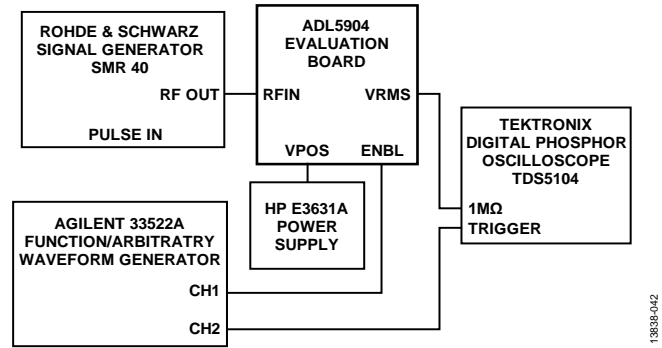 ROHDE & SCHWARZ
SIGNAL GENERATOR
SMR 40
RF OUT
PULSE IN
ADL5904
EVALUATION
BOARD
RFIN
VRMS
VPOS
ENBL
TEKTRONIX
DIGITAL PHOSPHOR
OSCILLOSCOPE
TDS5104
1MΩ
TRIGGER
HP E3631A
POWER
SUPPLY
AGILENT 33522A
FUNCTION/ARBITRATRY
WAVEFORM GENERATOR
CH1
CH2
13838-042